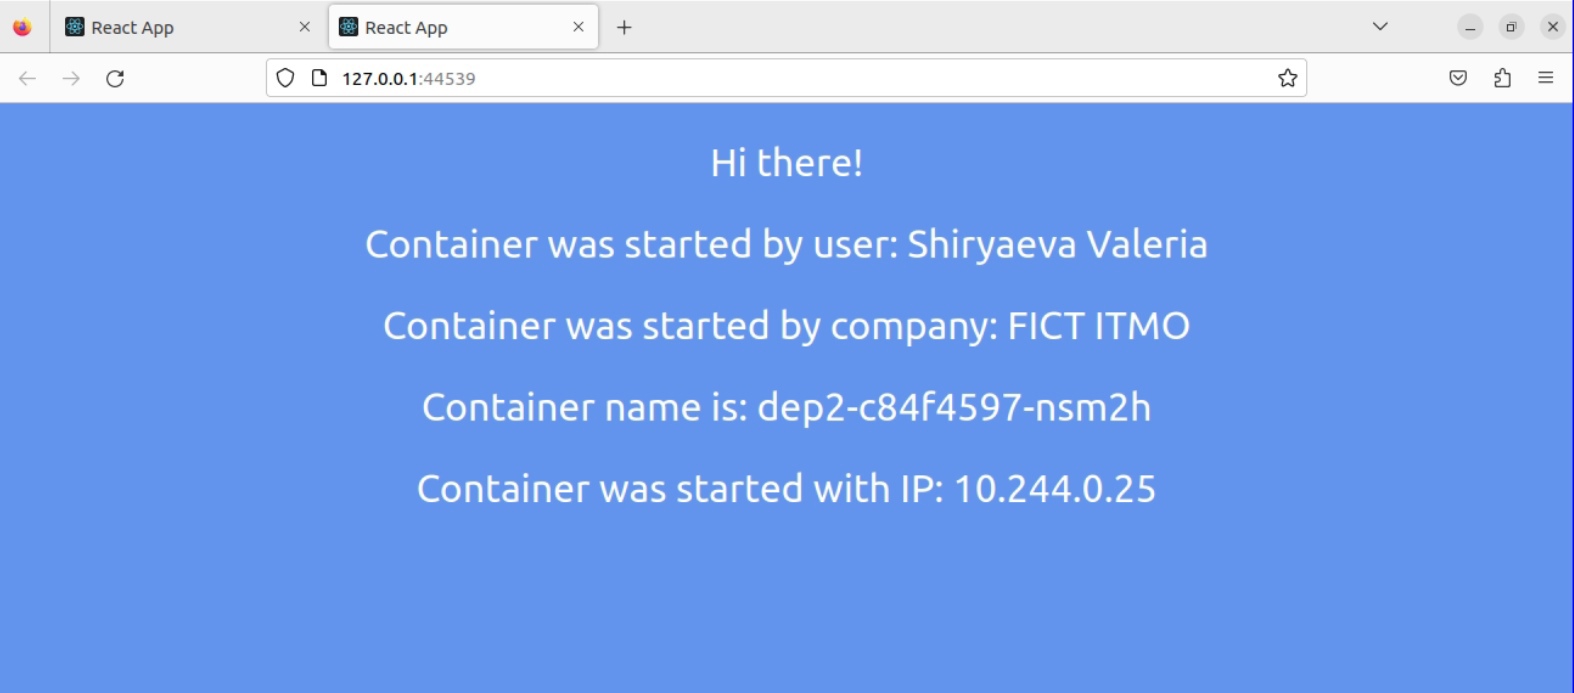 React App
React App
127.0.0.1:44539
Hi there!
Container was started by user: Shiryaeva Valeria
Container was started by company: FICT ITMO
Container name is: dep2-c84f4597-nsm2h
Container was started with IP: 10.244.0.25